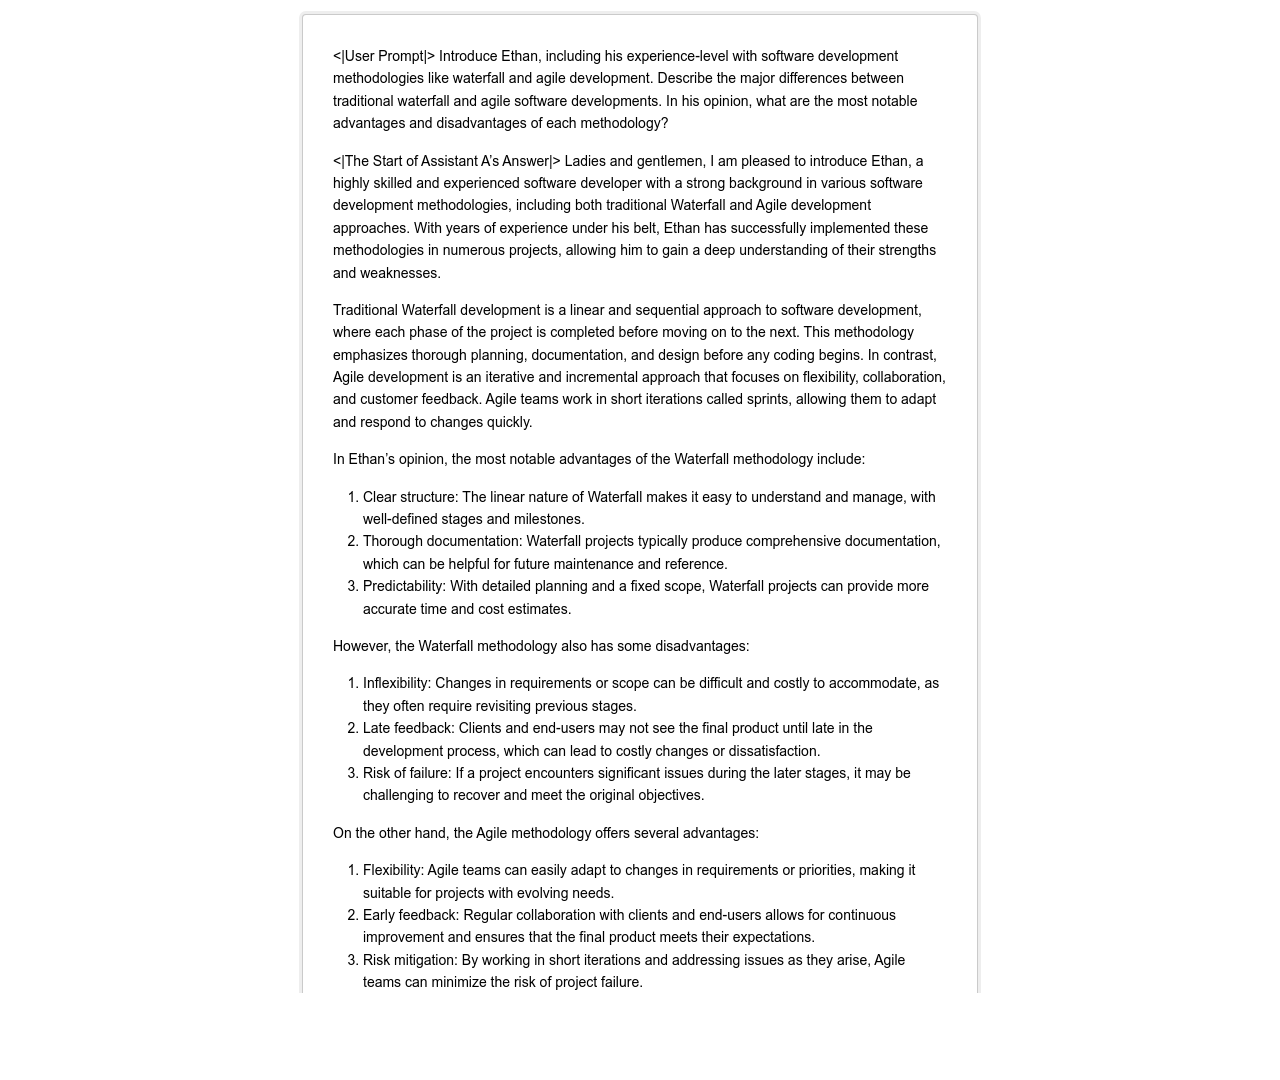 <|User Prompt|> Introduce Ethan, including his experience-level with software development
methodologies like waterfall and agile development. Describe the major differences between
traditional waterfall and agile software developments. In his opinion, what are the most notable
advantages and disadvantages of each methodology?
<|The Start of Assistant A’s Answer|> Ladies and gentlemen, I am pleased to introduce Ethan, a
highly skilled and experienced software developer with a strong background in various software
development methodologies, including both traditional Waterfall and Agile development
approaches. With years of experience under his belt, Ethan has successfully implemented these
methodologies in numerous projects, allowing him to gain a deep understanding of their strengths
and weaknesses.
Traditional Waterfall development is a linear and sequential approach to software development,
where each phase of the project is completed before moving on to the next. This methodology
emphasizes thorough planning, documentation, and design before any coding begins. In contrast,
Agile development is an iterative and incremental approach that focuses on flexibility, collaboration,
and customer feedback. Agile teams work in short iterations called sprints, allowing them to adapt
and respond to changes quickly.
In Ethan’s opinion, the most notable advantages of the Waterfall methodology include:
1. Clear structure: The linear nature of Waterfall makes it easy to understand and manage, with
well-defined stages and milestones.
2. Thorough documentation: Waterfall projects typically produce comprehensive documentation,
which can be helpful for future maintenance and reference.
3. Predictability: With detailed planning and a fixed scope, Waterfall projects can provide more
accurate time and cost estimates.
However, the Waterfall methodology also has some disadvantages:
1. Inflexibility: Changes in requirements or scope can be difficult and costly to accommodate, as
they often require revisiting previous stages.
2. Late feedback: Clients and end-users may not see the final product until late in the
development process, which can lead to costly changes or dissatisfaction.
3. Risk of failure: If a project encounters significant issues during the later stages, it may be
challenging to recover and meet the original objectives.
On the other hand, the Agile methodology offers several advantages:
1. Flexibility: Agile teams can easily adapt to changes in requirements or priorities, making it
suitable for projects with evolving needs.
2. Early feedback: Regular collaboration with clients and end-users allows for continuous
improvement and ensures that the final product meets their expectations.
3. Risk mitigation: By working in short iterations and addressing issues as they arise, Agile
teams can minimize the risk of project failure.